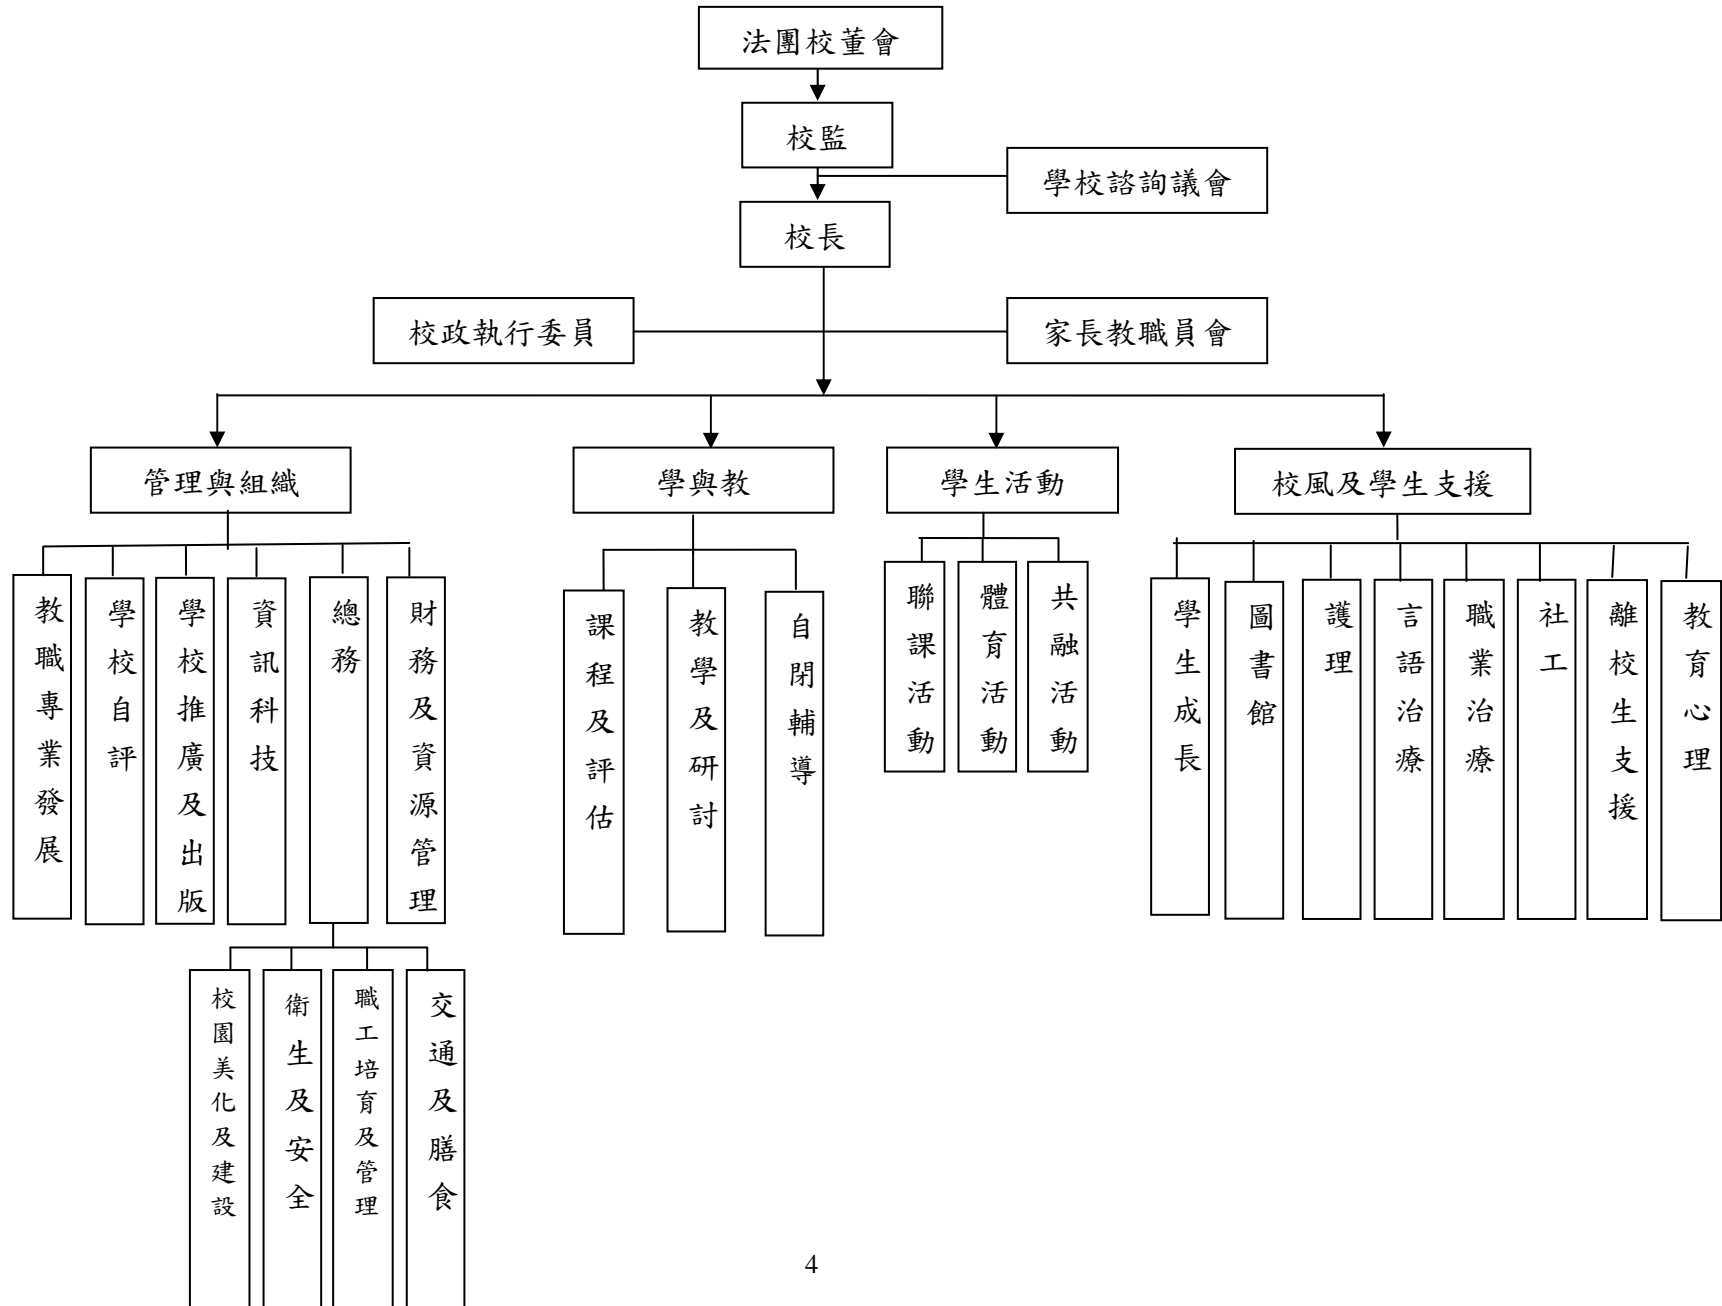 法團校董會
校監
學校諮詢議會
校長
校政執行委員
家長教職員會
管理與組織
學與教
學生活動
校風及學生支援
教職專業發展
學校自評
學校推廣及出版
資訊科技
總務
財務及資源管理
課程及評估
教學及研討
自閉輔導
聯課活動
體育活動
共融活動
學生成長
圖書館
護理
言語治療
職業治療
社工
離校生支援
教育心理
校園美化及建設
衛生及安全
職工培育及管理
交通及膳食
4